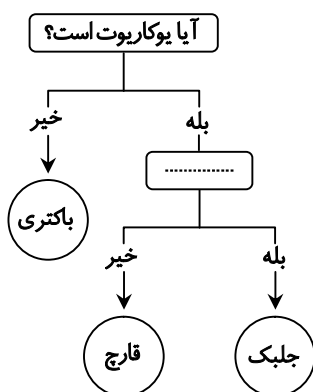 آیا یوکاریوت است؟
خیر
بله
باکتری
................
خیر
بله
قارچ
جلبک